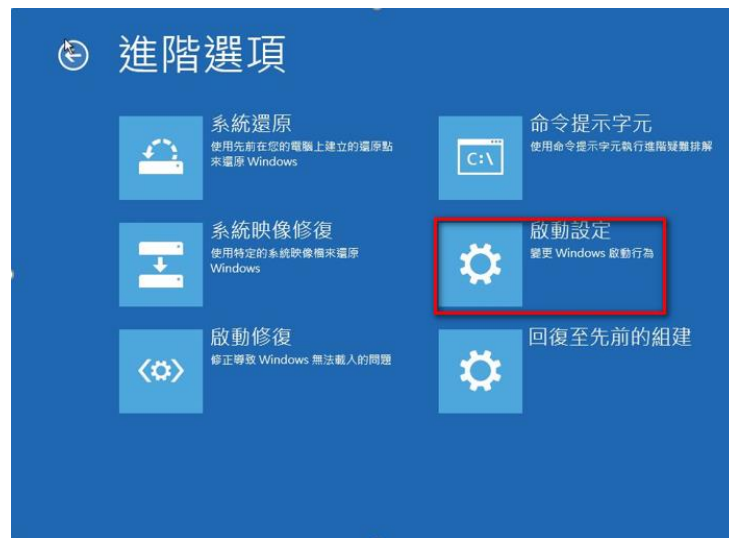 進階選項
系統還原
使用先前在您的電腦上建立的還原點
來還原 Windows
命令提示字元
使用命令提示字元執行進階疑難排解
C:\
系統映像修復
使用特定的系統映像檔來還原
Windows
啟動設定
變更 Windows 啟動行為
啟動修復
修正導致 Windows 無法載入的問題
回復至先前的組建